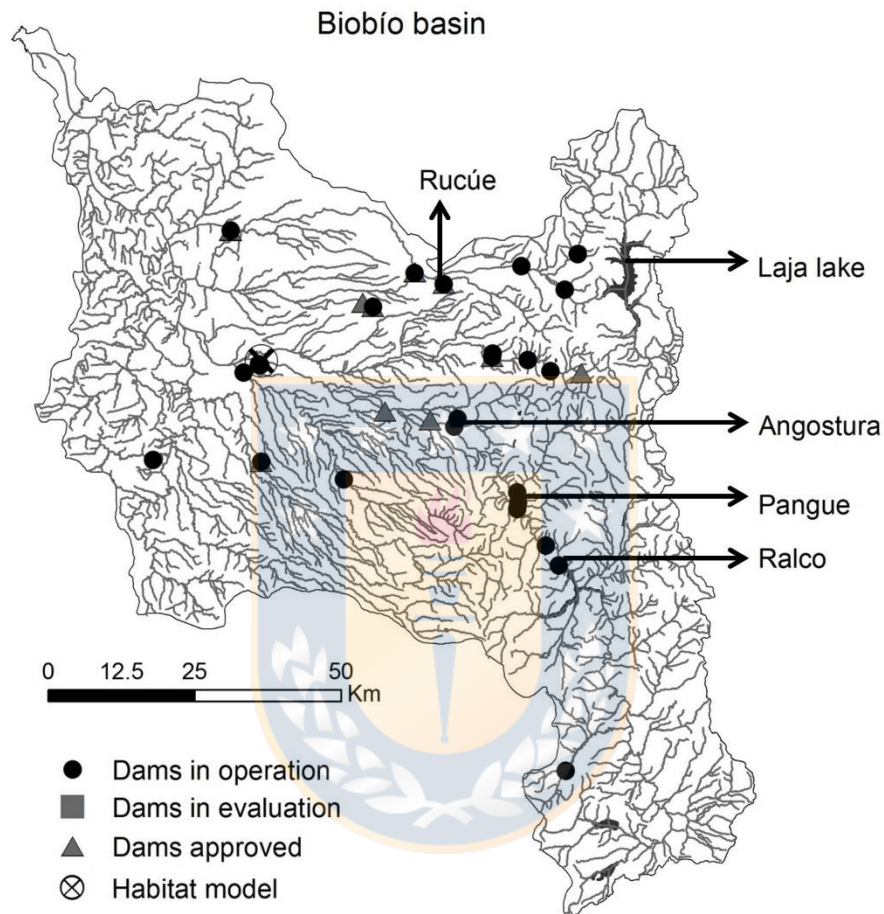 Biobío basin
Rucúe
Laja lake
Angostura
Pangue
Ralco
0 12.5 25 50
Km
Dams in operation
Dams in evaluation
Dams approved
Habitat model